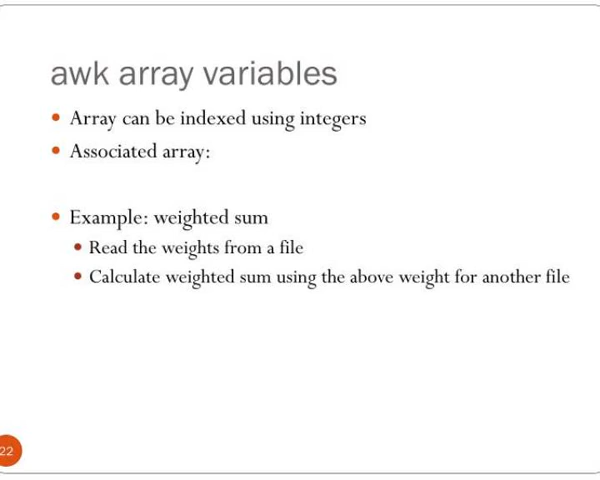 awk array variables
• Array can be indexed using integers
• Associated array:
• Example: weighted sum
• Read the weights from a file
• Calculate weighted sum using the above weight for another file
22